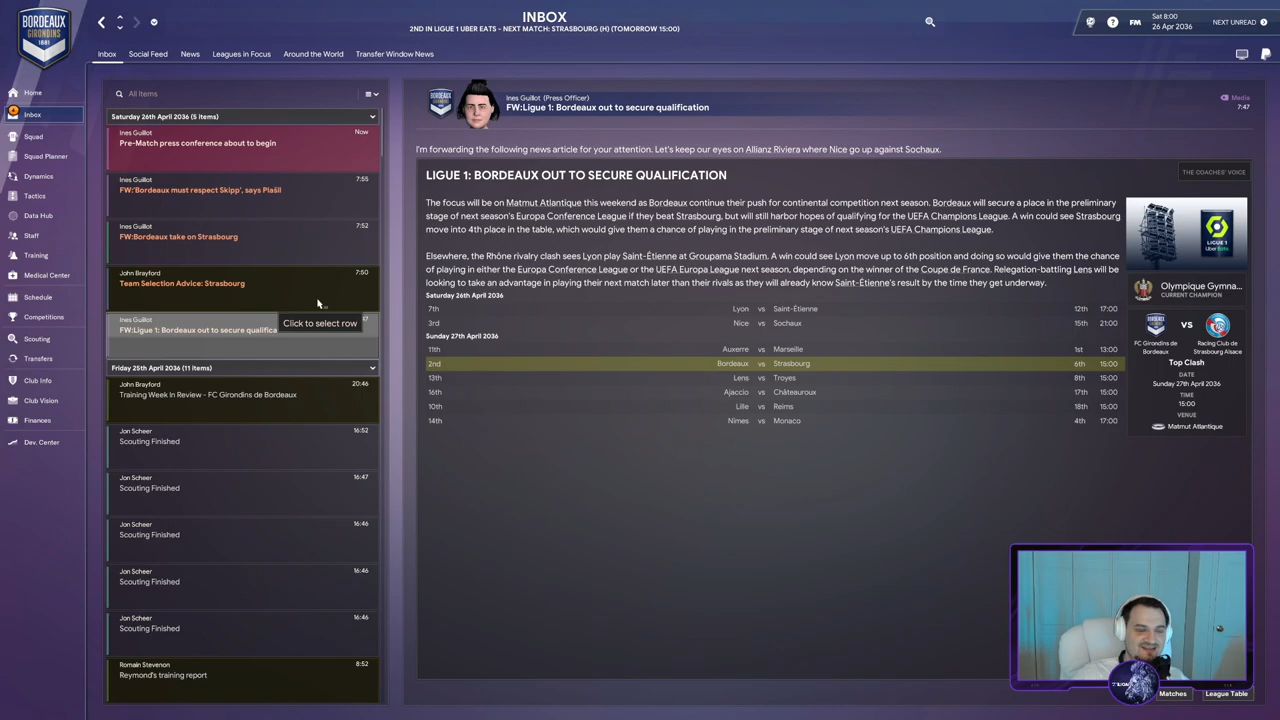 BORDEAUX
GIRONDINS
1881
INBOX
2ND IN LIGUE 1 UBER EATS - NEXT MATCH: STRASBOURG (H) (TOMORROW 15:00)
FM
Sat 8:00
26 Apr 2036
NEXT UNREAD
Inbox
Social Feed
News
Leagues in Focus
Around the World
Transfer Window News
Home
Inbox
Squad
Squad Planner
Dynamics
Tactics
Data Hub
Staff
Training
Medical Center
Schedule
Competitions
Scouting
Transfers
Club Info
Club Vision
Finances
Dev. Center
All Items
Saturday 26th April 2036 (5 items)
Ines Guillot
Now
Pre-Match press conference about to begin
Ines Guillot
7:55
FW:'Bordeaux must respect Skipp', says Plašil
Ines Guillot
7:52
FW:Bordeaux take on Strasbourg
John Brayford
7:50
Team Selection Advice: Strasbourg
Ines Guillot
FW:Ligue 1: Bordeaux out to secure qualifica
Click to select row
Friday 25th April 2036 (11 items)
John Brayford
20:46
Training Week In Review - FC Girondins de Bordeaux
Jon Scheer
16:52
Scouting Finished
Jon Scheer
16:47
Scouting Finished
Jon Scheer
16:46
Scouting Finished
Jon Scheer
16:46
Scouting Finished
Jon Scheer
16:46
Scouting Finished
Romain Stevenon
8:52
Reymond's training report
Ines Guillot (Press Officer)
FW:Ligue 1: Bordeaux out to secure qualification
Media
7:47
I'm forwarding the following news article for your attention. Let's keep our eyes on Allianz Riviera where Nice go up against Sochaux.
LIGUE 1: BORDEAUX OUT TO SECURE QUALIFICATION
THE COACHES' VOICE
The focus will be on Matmut Atlantique this weekend as Bordeaux continue their push for continental competition next season. Bordeaux will secure a place in the preliminary
stage of next season's Europa Conference League if they beat Strasbourg, but will still harbor hopes of qualifying for the UEFA Champions League. A win could see Strasbourg
move into 4th place in the table, which would give them a chance of playing in the preliminary stage of next season's UEFA Champions League.
Elsewhere, the Rhône rivalry clash sees Lyon play Saint-Étienne at Groupama Stadium. A win could see Lyon move up to 6th position and doing so would give them the chance
of playing in either the Europa Conference League or the UEFA Europa League next season, depending on the winner of the Coupe de France. Relegation-battling Lens will be
looking to take an advantage in playing their next match later than their rivals as they will already know Saint-Étienne's result by the time they get underway.
Saturday 26th April 2036
7th Lyon vs Saint-Étienne 12th 17:00
3rd Nice vs Sochaux 15th 21:00
Sunday 27th April 2036
11th Auxerre vs Marseille 1st 13:00
2nd Bordeaux vs Strasbourg 6th 15:00
13th Lens vs Troyes 8th 15:00
16th Ajaccio vs Châteauroux 17th 15:00
10th Lille vs Reims 18th 15:00
14th Nîmes vs Monaco 4th 17:00
LIGUE 1
Uber Eats
Olympique Gymna...
CURRENT CHAMPION
VS
FC Girondins de
Bordeaux
Racing Club de
Strasbourg Alsace
Top Clash
DATE
Sunday 27th April 2036
TIME
15:00
VENUE
Matmut Atlantique
Matches
League Table